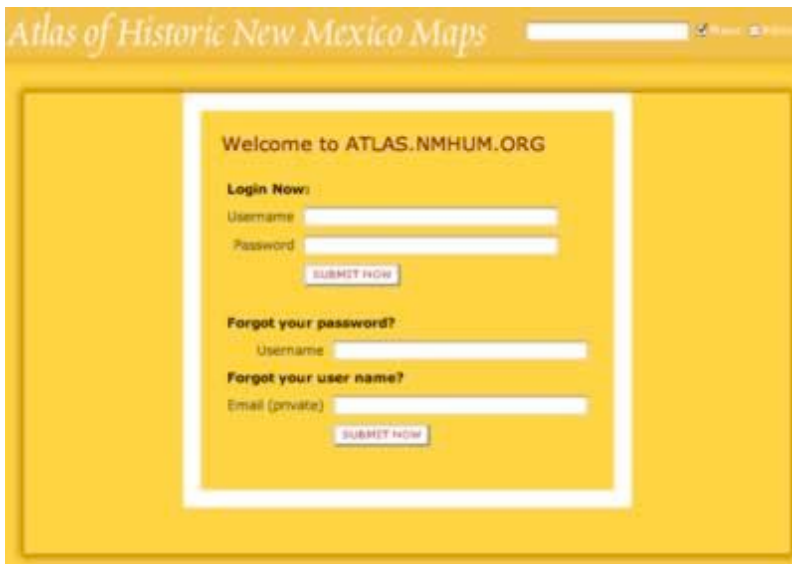 Atlas of Historic New Mexico Maps
Welcome to ATLAS.NMHUM.ORG
Login Now:
Username
Password
SUBMIT NOW
Forgot your password?
Username
Forgot your user name?
Email (private)
SUBMIT NOW